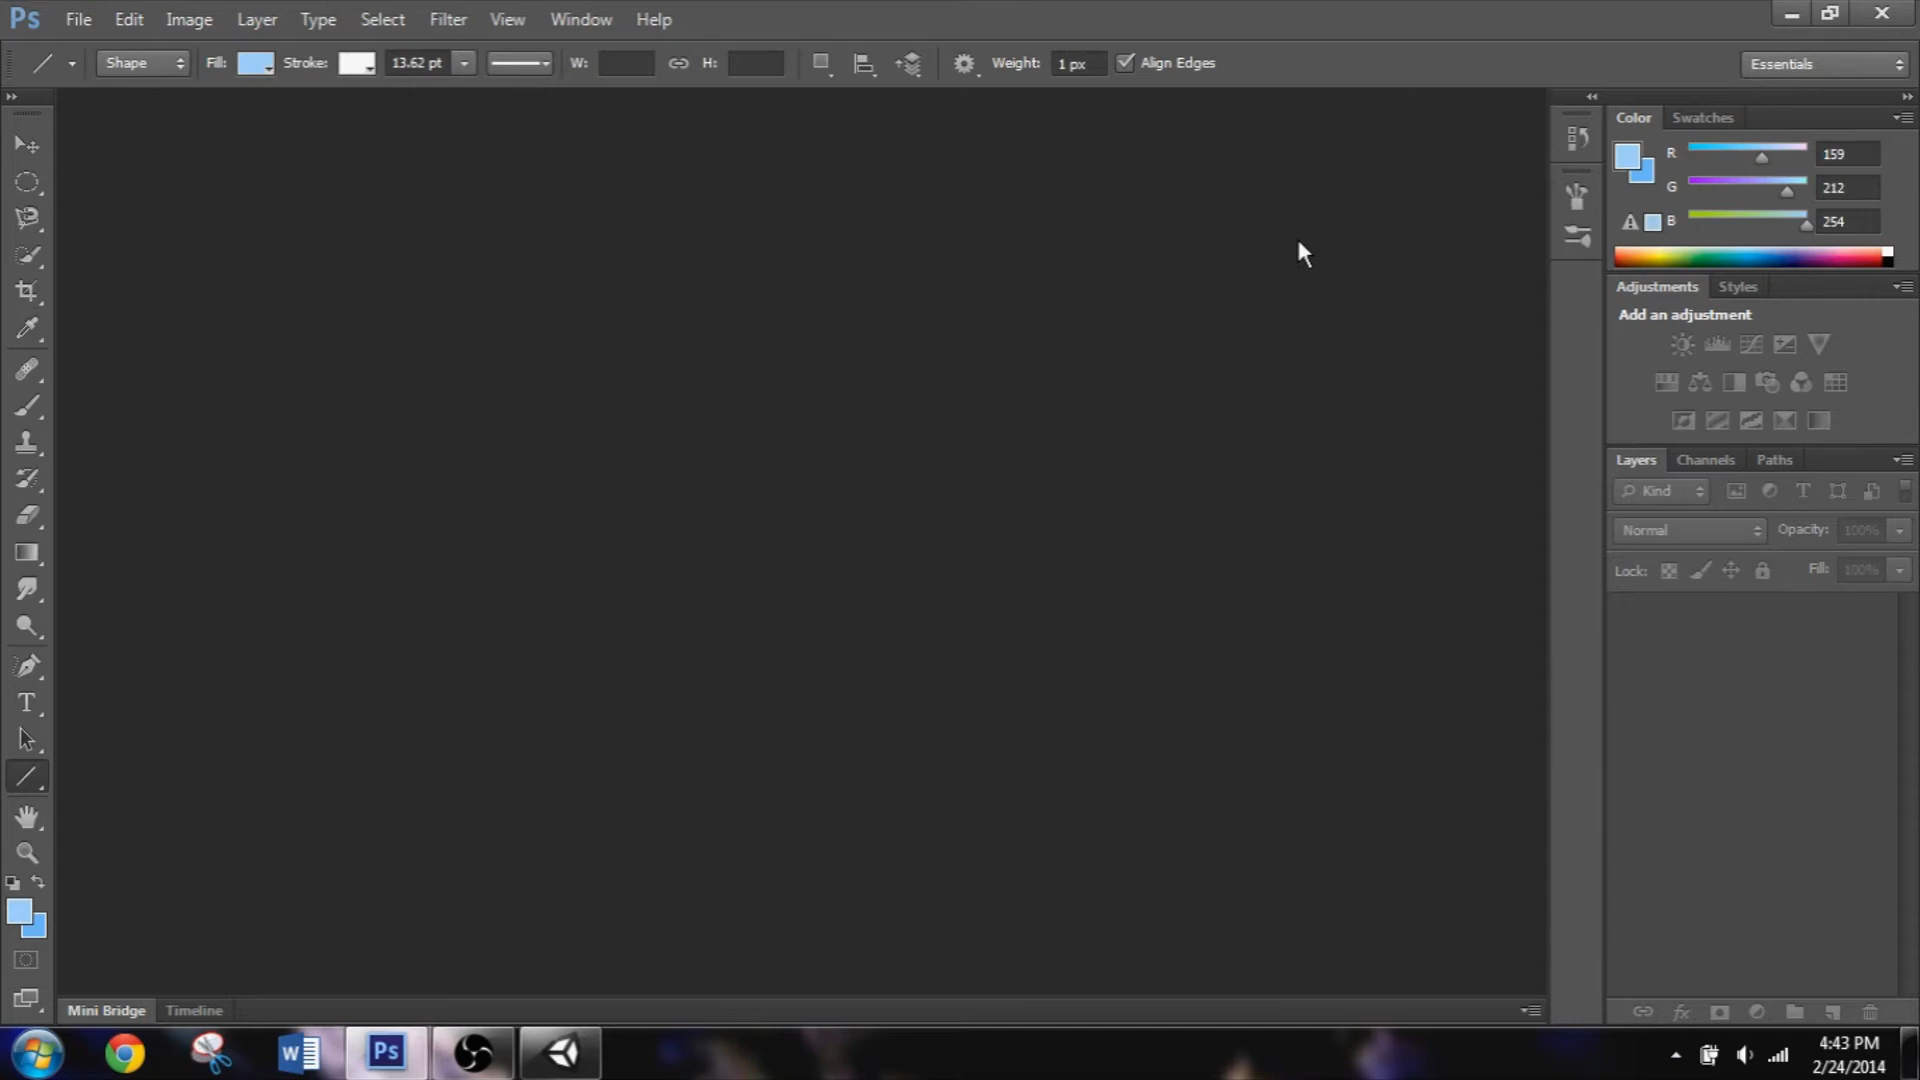 Ps File Edit Image Layer Type Select Filter View Window Help
Shape Fill: Stroke: 13.62 pt W: H: Weight: 1 px Align Edges Essentials
Color Swatches
R 159
G 212
B 254
Adjustments Styles
Add an adjustment
Layers Channels Paths
Kind
Normal Opacity: 100%
Lock: Fill: 100%
Mini Bridge Timeline
4:43 PM
2/24/2014